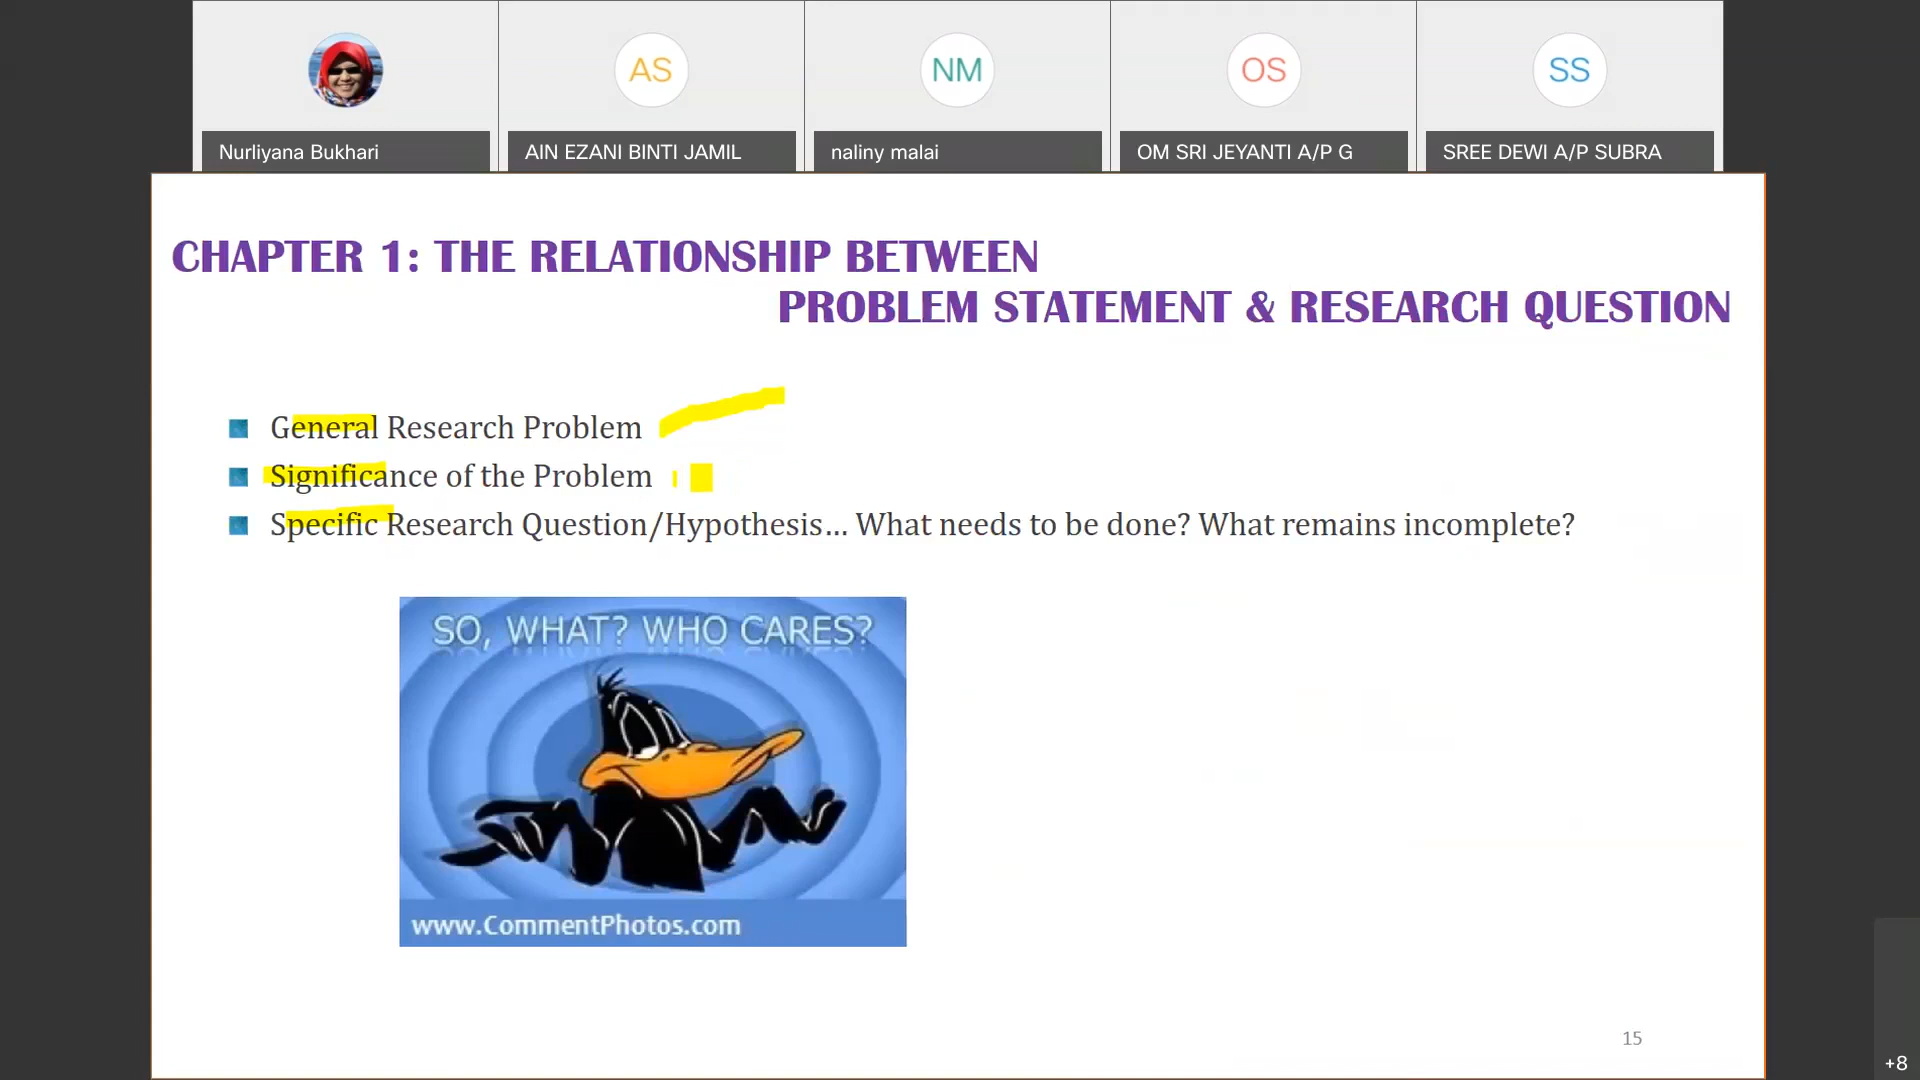 AS
NM
OS
SS
Nurliyana Bukhari
AIN EZANI BINTI JAMIL
naliny malai
OM SRI JEYANTI A/P G
SREE DEWI A/P SUBRA
CHAPTER 1: THE RELATIONSHIP BETWEEN
PROBLEM STATEMENT & RESEARCH QUESTION
General Research Problem
Significance of the Problem
Specific Research Question/Hypothesis... What needs to be done? What remains incomplete?
SO, WHAT? WHO CARES?
www.CommentPhotos.com
15
+8